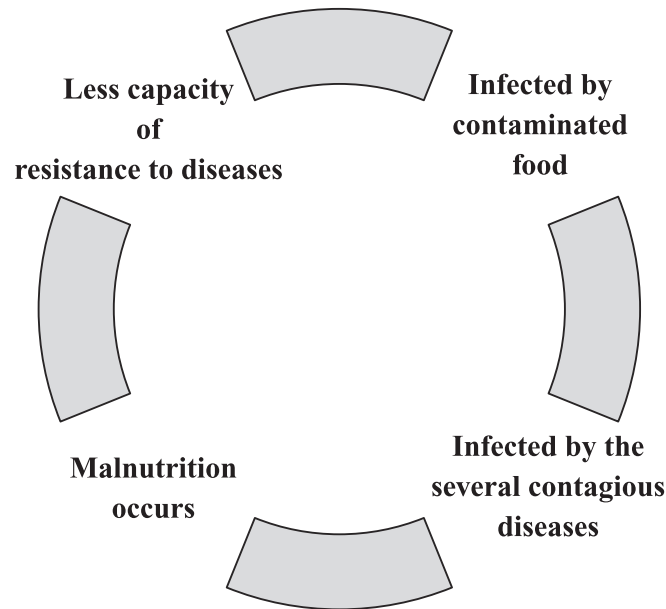 Less capacity
of
resistance to diseases
Infected by
contaminated
food
Malnutrition
occurs
Infected by the
several contagious
diseases